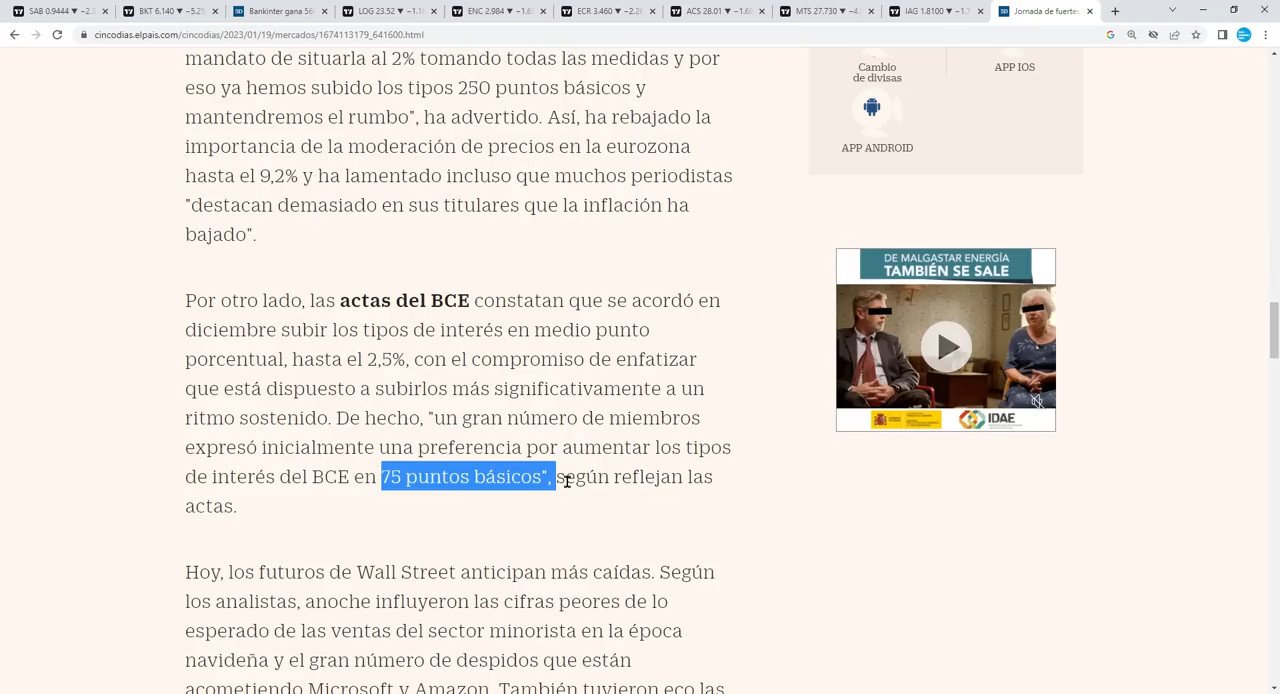 SAB 0.9444 ▼ −2.3
BKT 6.140 ▼ −5.25
Bankinter gana 560
LOG 23.52 ▼ −1.18
ENC 2.984 ▼ −1.6
ECR 3.460 ▼ −2.26
ACS 28.01 ▼ −1.68
MTS 27.730 ▼ −4.
IAG 1.8100 ▼ −1.7
Jornada de fuertes
cincodias.elpais.com/cincodias/2023/01/19/mercados/1674113179_641600.html
mandato de situarla al 2% tomando todas las medidas y por
eso ya hemos subido los tipos 250 puntos básicos y
mantendremos el rumbo", ha advertido. Así, ha rebajado la
importancia de la moderación de precios en la eurozona
hasta el 9,2% y ha lamentado incluso que muchos periodistas
"destacan demasiado en sus titulares que la inflación ha
bajado".
Por otro lado, las actas del BCE constatan que se acordó en
diciembre subir los tipos de interés en medio punto
porcentual, hasta el 2,5%, con el compromiso de enfatizar
que está dispuesto a subirlos más significativamente a un
ritmo sostenido. De hecho, "un gran número de miembros
expresó inicialmente una preferencia por aumentar los tipos
de interés del BCE en 75 puntos básicos", según reflejan las
actas.
Hoy, los futuros de Wall Street anticipan más caídas. Según
los analistas, anoche influyeron las cifras peores de lo
esperado de las ventas del sector minorista en la época
navideña y el gran número de despidos que están
acometiendo Microsoft y Amazon. También tuvieron eco las
Cambio
de divisas
APP IOS
APP ANDROID
DE MALGASTAR ENERGÍA
TAMBIÉN SE SALE
IDAE